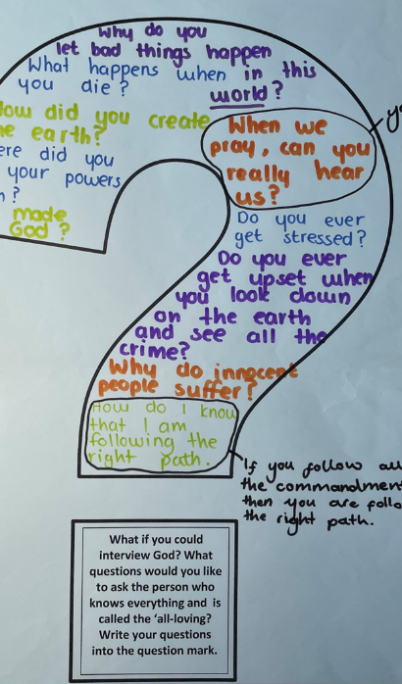 Why do you
let bad things happen
in this
world?
What happens when
you die?
How did you create
the earth?
ere did you
your powers
?
made
God?
When we
pray, can you
really hear
us?
Do you ever
get stressed?
Do you ever
get upset when
you look down
on the earth
and see all the
crime?
Why do innocent
people suffer?
How do I know
that I am
following the
right path.
If you follow
the commandmen
then you are follo
the right path.
What if you could
interview God? What
questions would you like
to ask the person who
knows everything and is
called the ‘all-loving?
Write your questions
into the question mark.